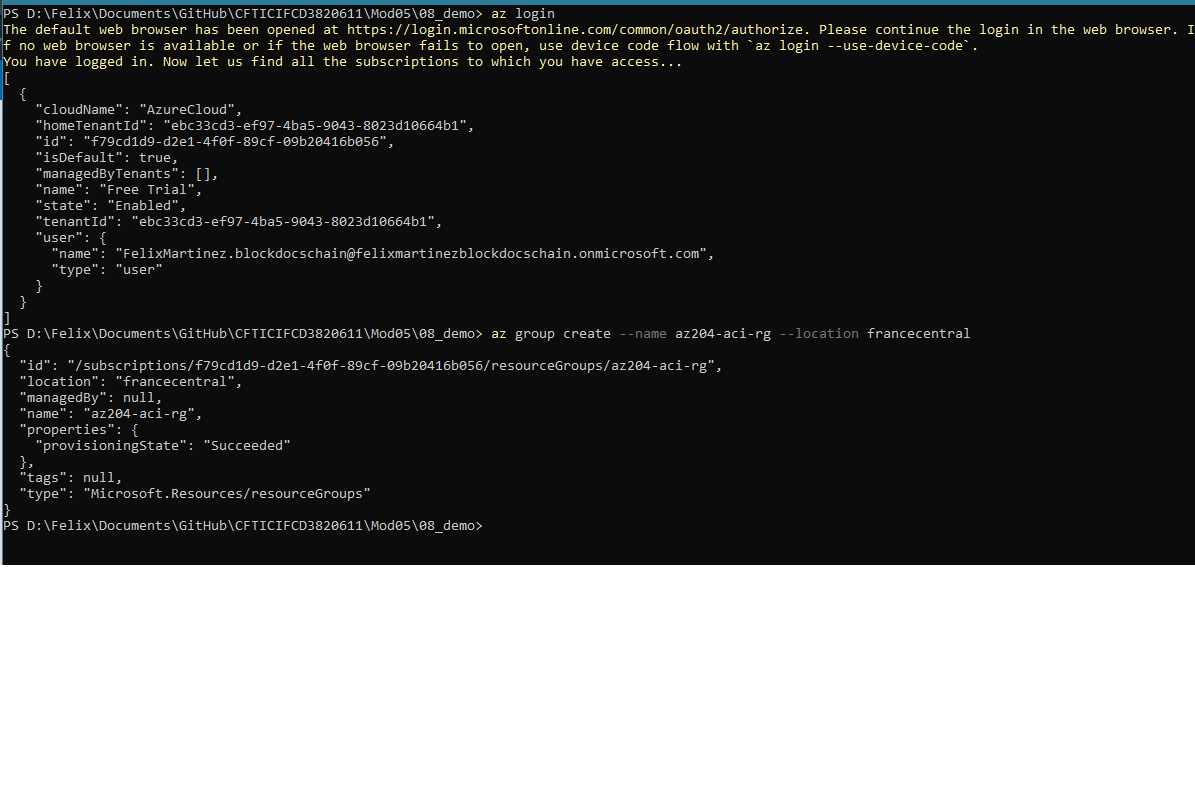 PS D:\Felix\Documents\GitHub\CFTICIFCD3820611\Mod05\08_demo> az login
The default web browser has been opened at https://login.microsoftonline.com/common/oauth2/authorize. Please continue the login in the web browser. I
f no web browser is available or if the web browser fails to open, use device code flow with `az login --use-device-code`.
You have logged in. Now let us find all the subscriptions to which you have access...
[
  {
    "cloudName": "AzureCloud",
    "homeTenantId": "ebc33cd3-ef97-4ba5-9043-8023d10664b1",
    "id": "f79cd1d9-d2e1-4f0f-89cf-09b20416b056",
    "isDefault": true,
    "managedByTenants": [],
    "name": "Free Trial",
    "state": "Enabled",
    "tenantId": "ebc33cd3-ef97-4ba5-9043-8023d10664b1",
    "user": {
      "name": "FelixMartinez.blockdocschain@felixmartinezblockdocschain.onmicrosoft.com",
      "type": "user"
    }
  }
]
PS D:\Felix\Documents\GitHub\CFTICIFCD3820611\Mod05\08_demo> az group create --name az204-aci-rg --location francecentral
{
  "id": "/subscriptions/f79cd1d9-d2e1-4f0f-89cf-09b20416b056/resourceGroups/az204-aci-rg",
  "location": "francecentral",
  "managedBy": null,
  "name": "az204-aci-rg",
  "properties": {
    "provisioningState": "Succeeded"
  },
  "tags": null,
  "type": "Microsoft.Resources/resourceGroups"
}
PS D:\Felix\Documents\GitHub\CFTICIFCD3820611\Mod05\08_demo>